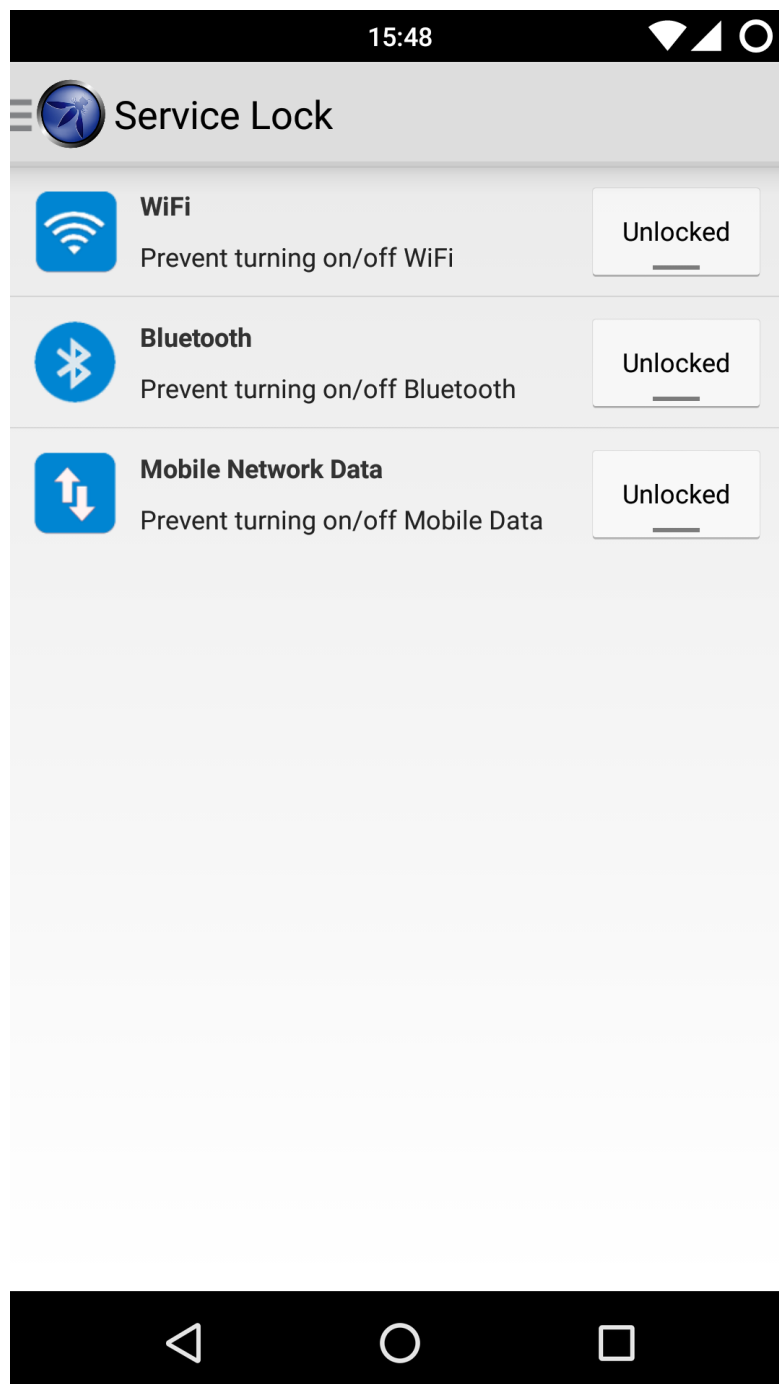 15:48
Service Lock
WiFi
Prevent turning on/off WiFi
Unlocked
Bluetooth
Prevent turning on/off Bluetooth
Unlocked
Mobile Network Data
Prevent turning on/off Mobile Data
Unlocked